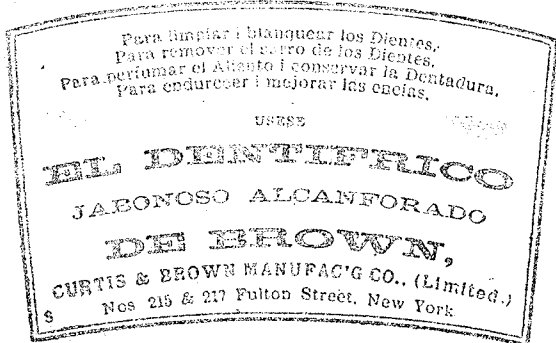 Para limpiar i blanquear los Dientes.
Para remover el sarro de los Dientes.
Para perfumar el Aliento i conservar la Dentadura.
Para endurecer i mejorar las encias.
USESE
EL DENTIFRICO
JABONOSO ALCANFORADO
DE BROWN,
CURTIS & BROWN MANUFAC'G CO., (Limited.)
Nos 215 & 217 Fulton Street, New York
S